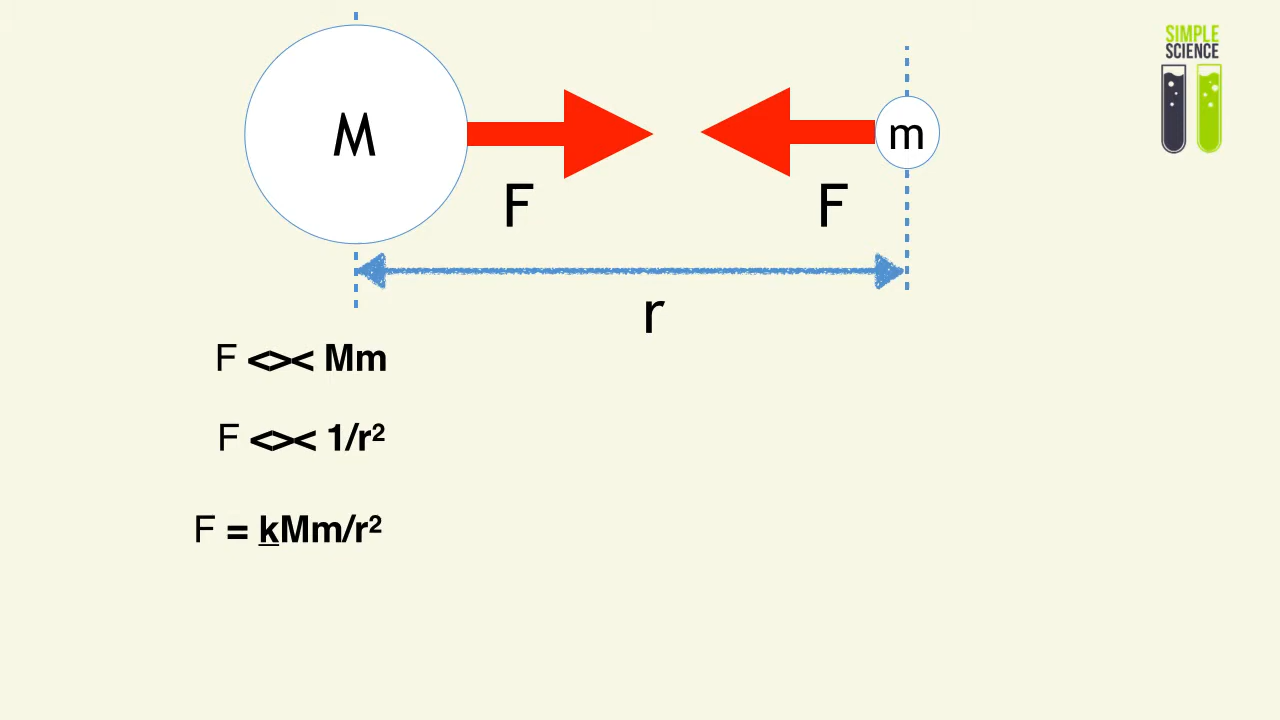 SIMPLE
SCIENCE
M
m
F
F
r
F <>< Mm
F <>< 1/r²
F = kMm/r²